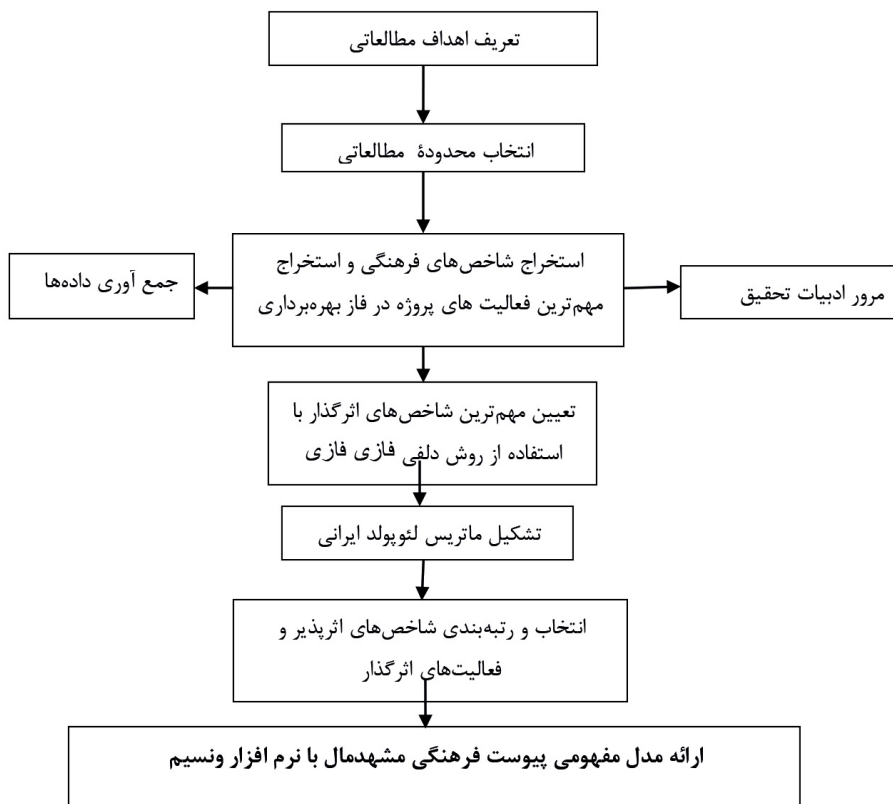 تعریف اهداف مطالعاتی
انتخاب محدودۀ مطالعاتی
استخراج شاخص‌های فرهنگی و استخراج
مهم‌ترین فعالیت های پروژه در فاز بهره‌برداری
مرور ادبیات تحقیق
جمع آوری داده‌ها
تعیین مهم‌ترین شاخص‌های اثرگذار با
استفاده از روش دلفی فازی فازی
تشکیل ماتریس لئوپولد ایرانی
انتخاب و رتبه‌بندی شاخص‌های اثرپذیر و
فعالیت‌های اثرگذار
ارائه مدل مفهومی پیوست فرهنگی مشهدمال با نرم افزار ونسیم